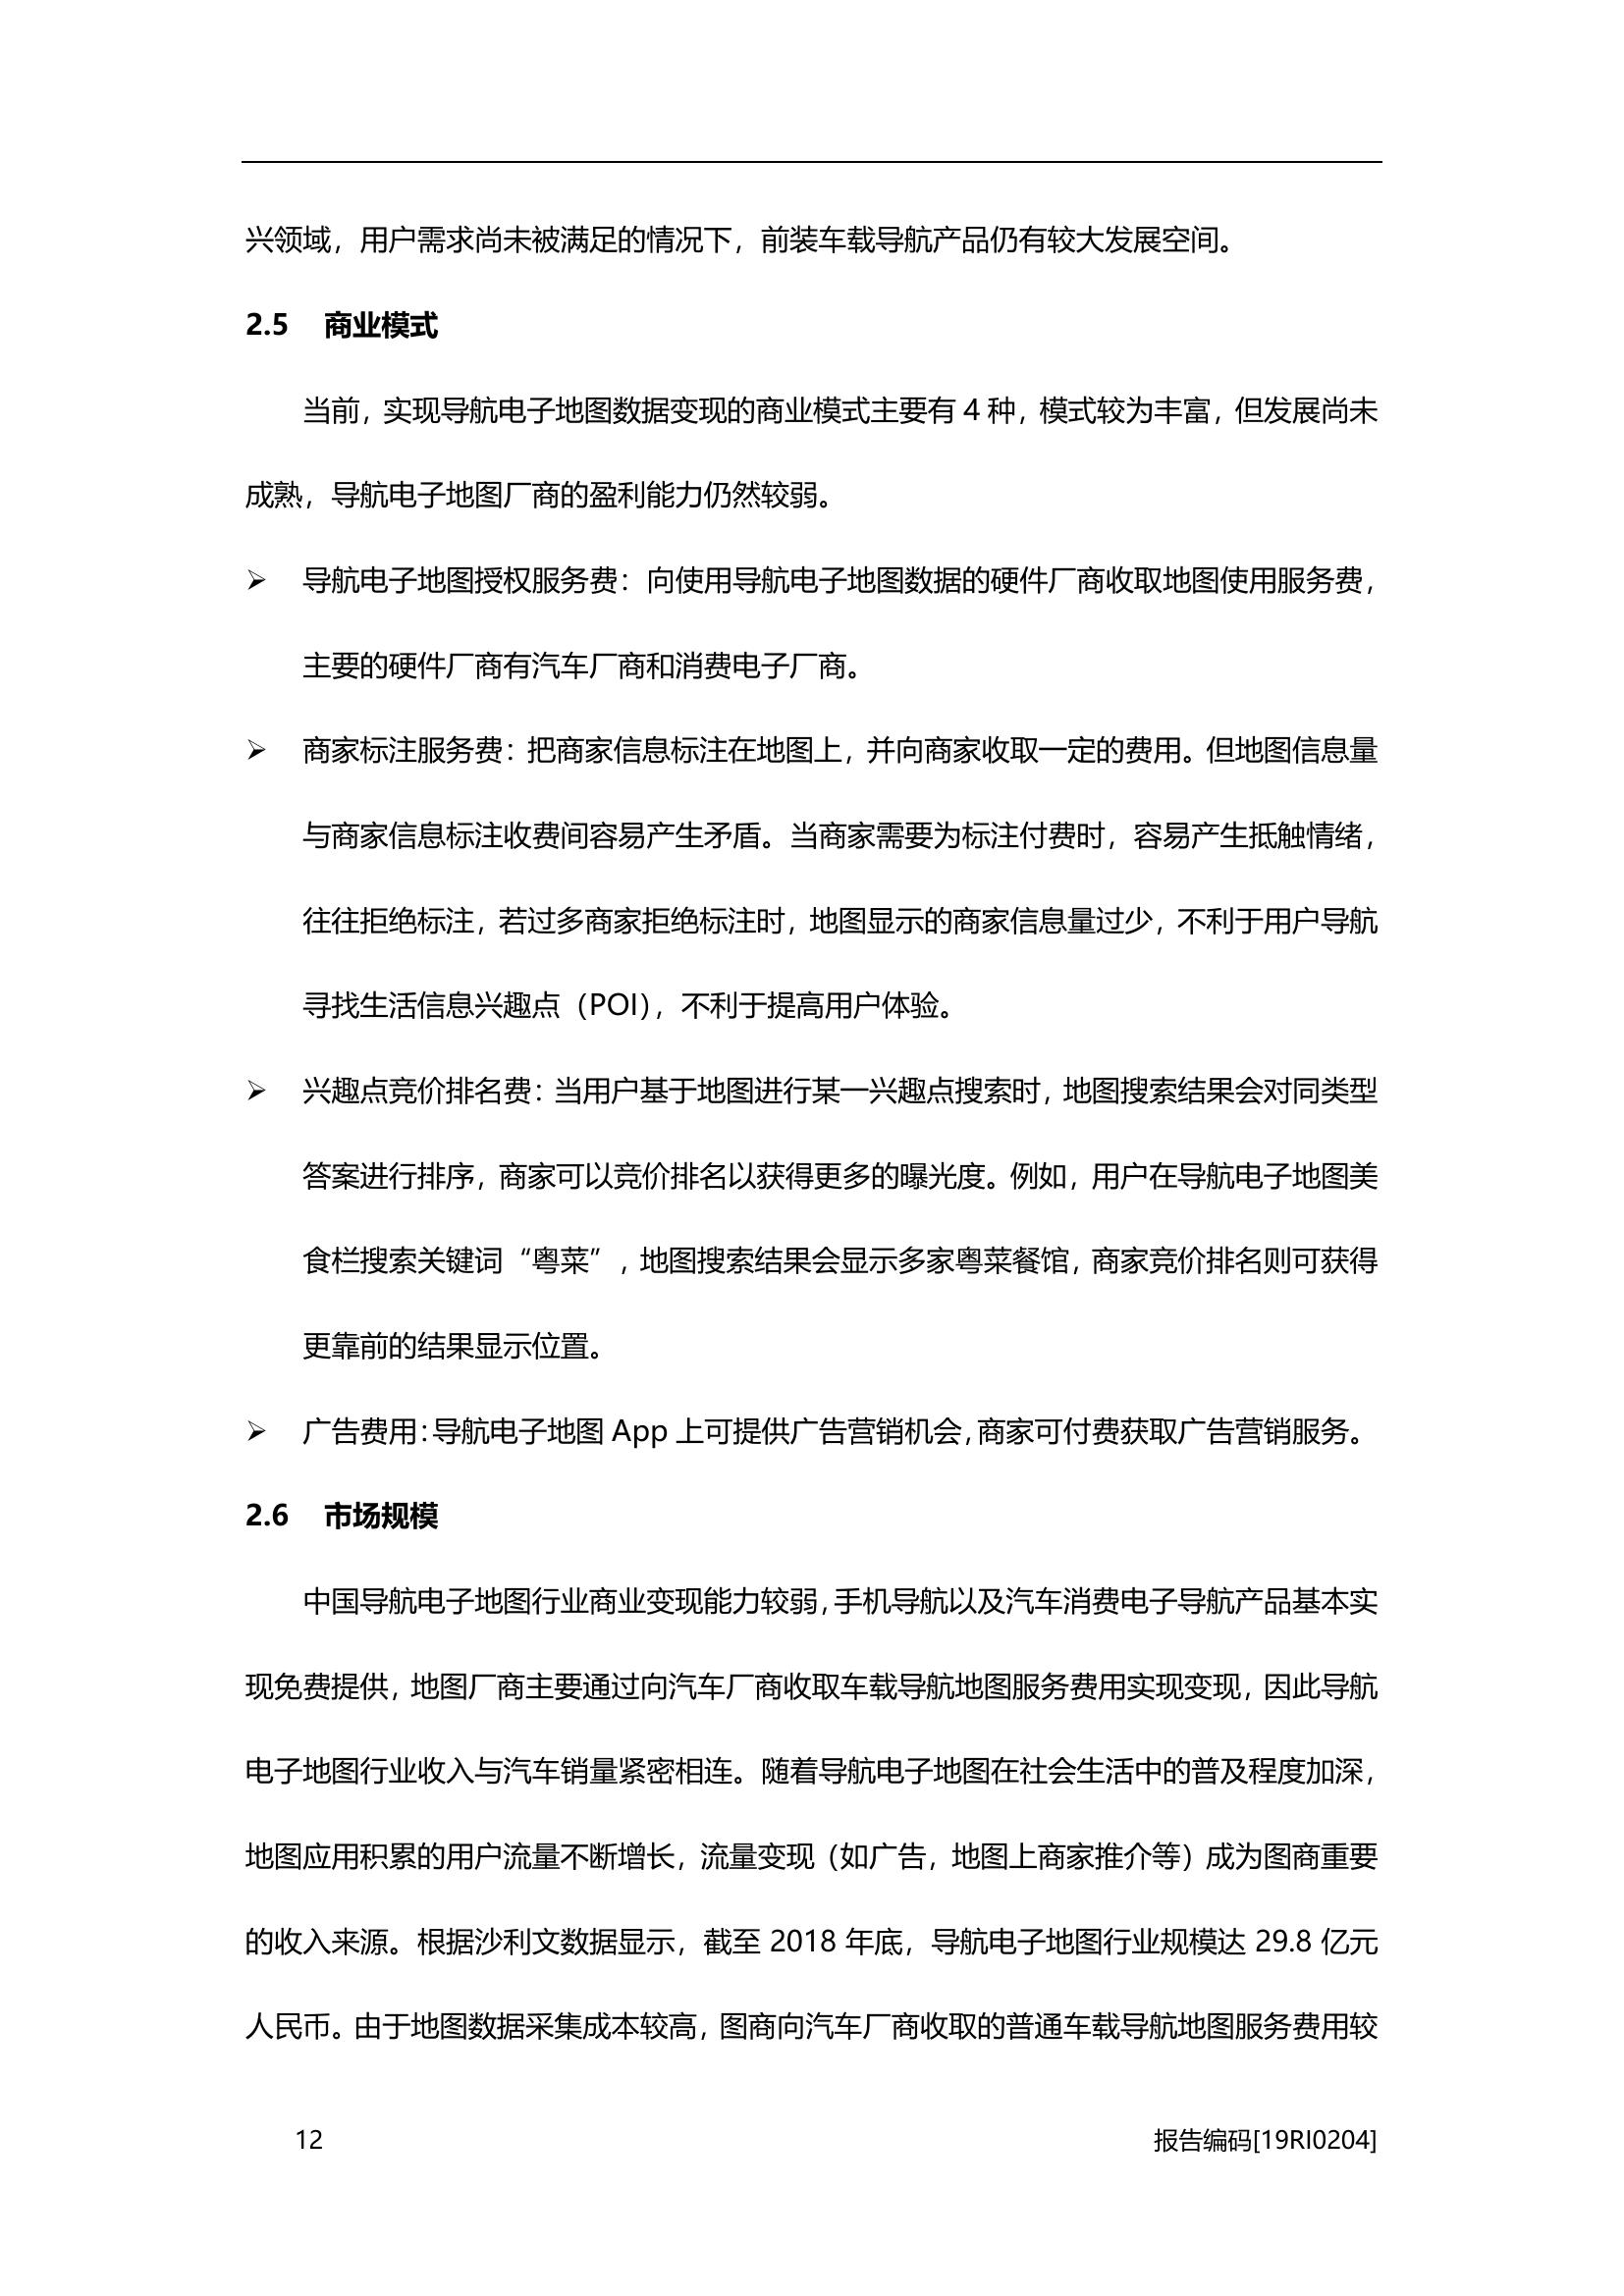 兴领域，用户需求尚未被满足的情况下，前装车载导航产品仍有较大发展空间。
2.5 商业模式
当前，实现导航电子地图数据变现的商业模式主要有 4 种，模式较为丰富，但发展尚未
成熟，导航电子地图厂商的盈利能力仍然较弱。
➢ 导航电子地图授权服务费：向使用导航电子地图数据的硬件厂商收取地图使用服务费，
主要的硬件厂商有汽车厂商和消费电子厂商。
➢ 商家标注服务费：把商家信息标注在地图上，并向商家收取一定的费用。但地图信息量
与商家信息标注收费间容易产生矛盾。当商家需要为标注付费时，容易产生抵触情绪，
往往拒绝标注，若过多商家拒绝标注时，地图显示的商家信息量过少，不利于用户导航
寻找生活信息兴趣点（POI），不利于提高用户体验。
➢ 兴趣点竞价排名费：当用户基于地图进行某一兴趣点搜索时，地图搜索结果会对同类型
答案进行排序，商家可以竞价排名以获得更多的曝光度。例如，用户在导航电子地图美
食栏搜索关键词“粤菜”，地图搜索结果会显示多家粤菜餐馆，商家竞价排名则可获得
更靠前的结果显示位置。
➢ 广告费用：导航电子地图 App 上可提供广告营销机会，商家可付费获取广告营销服务。
2.6 市场规模
中国导航电子地图行业商业变现能力较弱，手机导航以及汽车消费电子导航产品基本实
现免费提供，地图厂商主要通过向汽车厂商收取车载导航地图服务费用实现变现，因此导航
电子地图行业收入与汽车销量紧密相连。随着导航电子地图在社会生活中的普及程度加深，
地图应用积累的用户流量不断增长，流量变现（如广告，地图上商家推介等）成为图商重要
的收入来源。根据沙利文数据显示，截至 2018 年底，导航电子地图行业规模达 29.8 亿元
人民币。由于地图数据采集成本较高，图商向汽车厂商收取的普通车载导航地图服务费用较
12 报告编码[19RI0204]